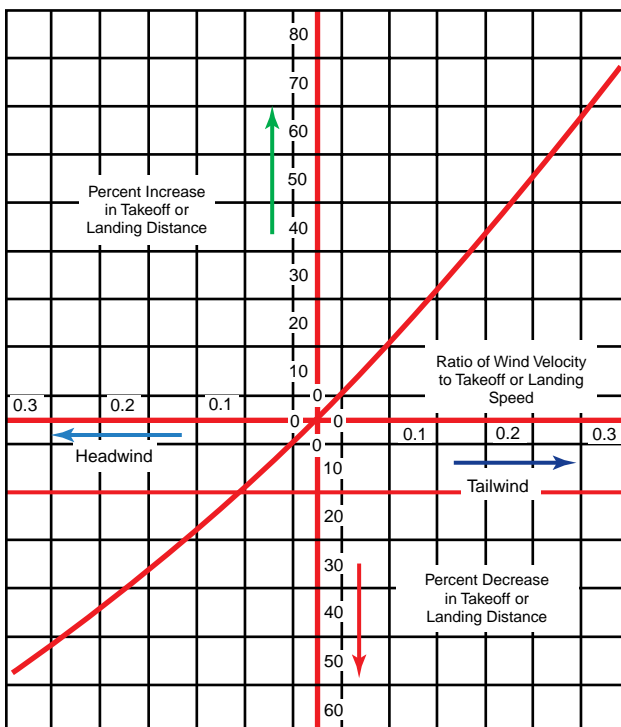 80
70
60
Percent Increase
in Takeoff or
Landing Distance
50
40
30
20
10
Ratio of Wind Velocity
to Takeoff or Landing
Speed
0
0.3 0.2 0.1
0 0
0
0.1 0.2 0.3
Headwind
10
Tailwind
20
30
Percent Decrease
in Takeoff or
Landing Distance
40
50
60